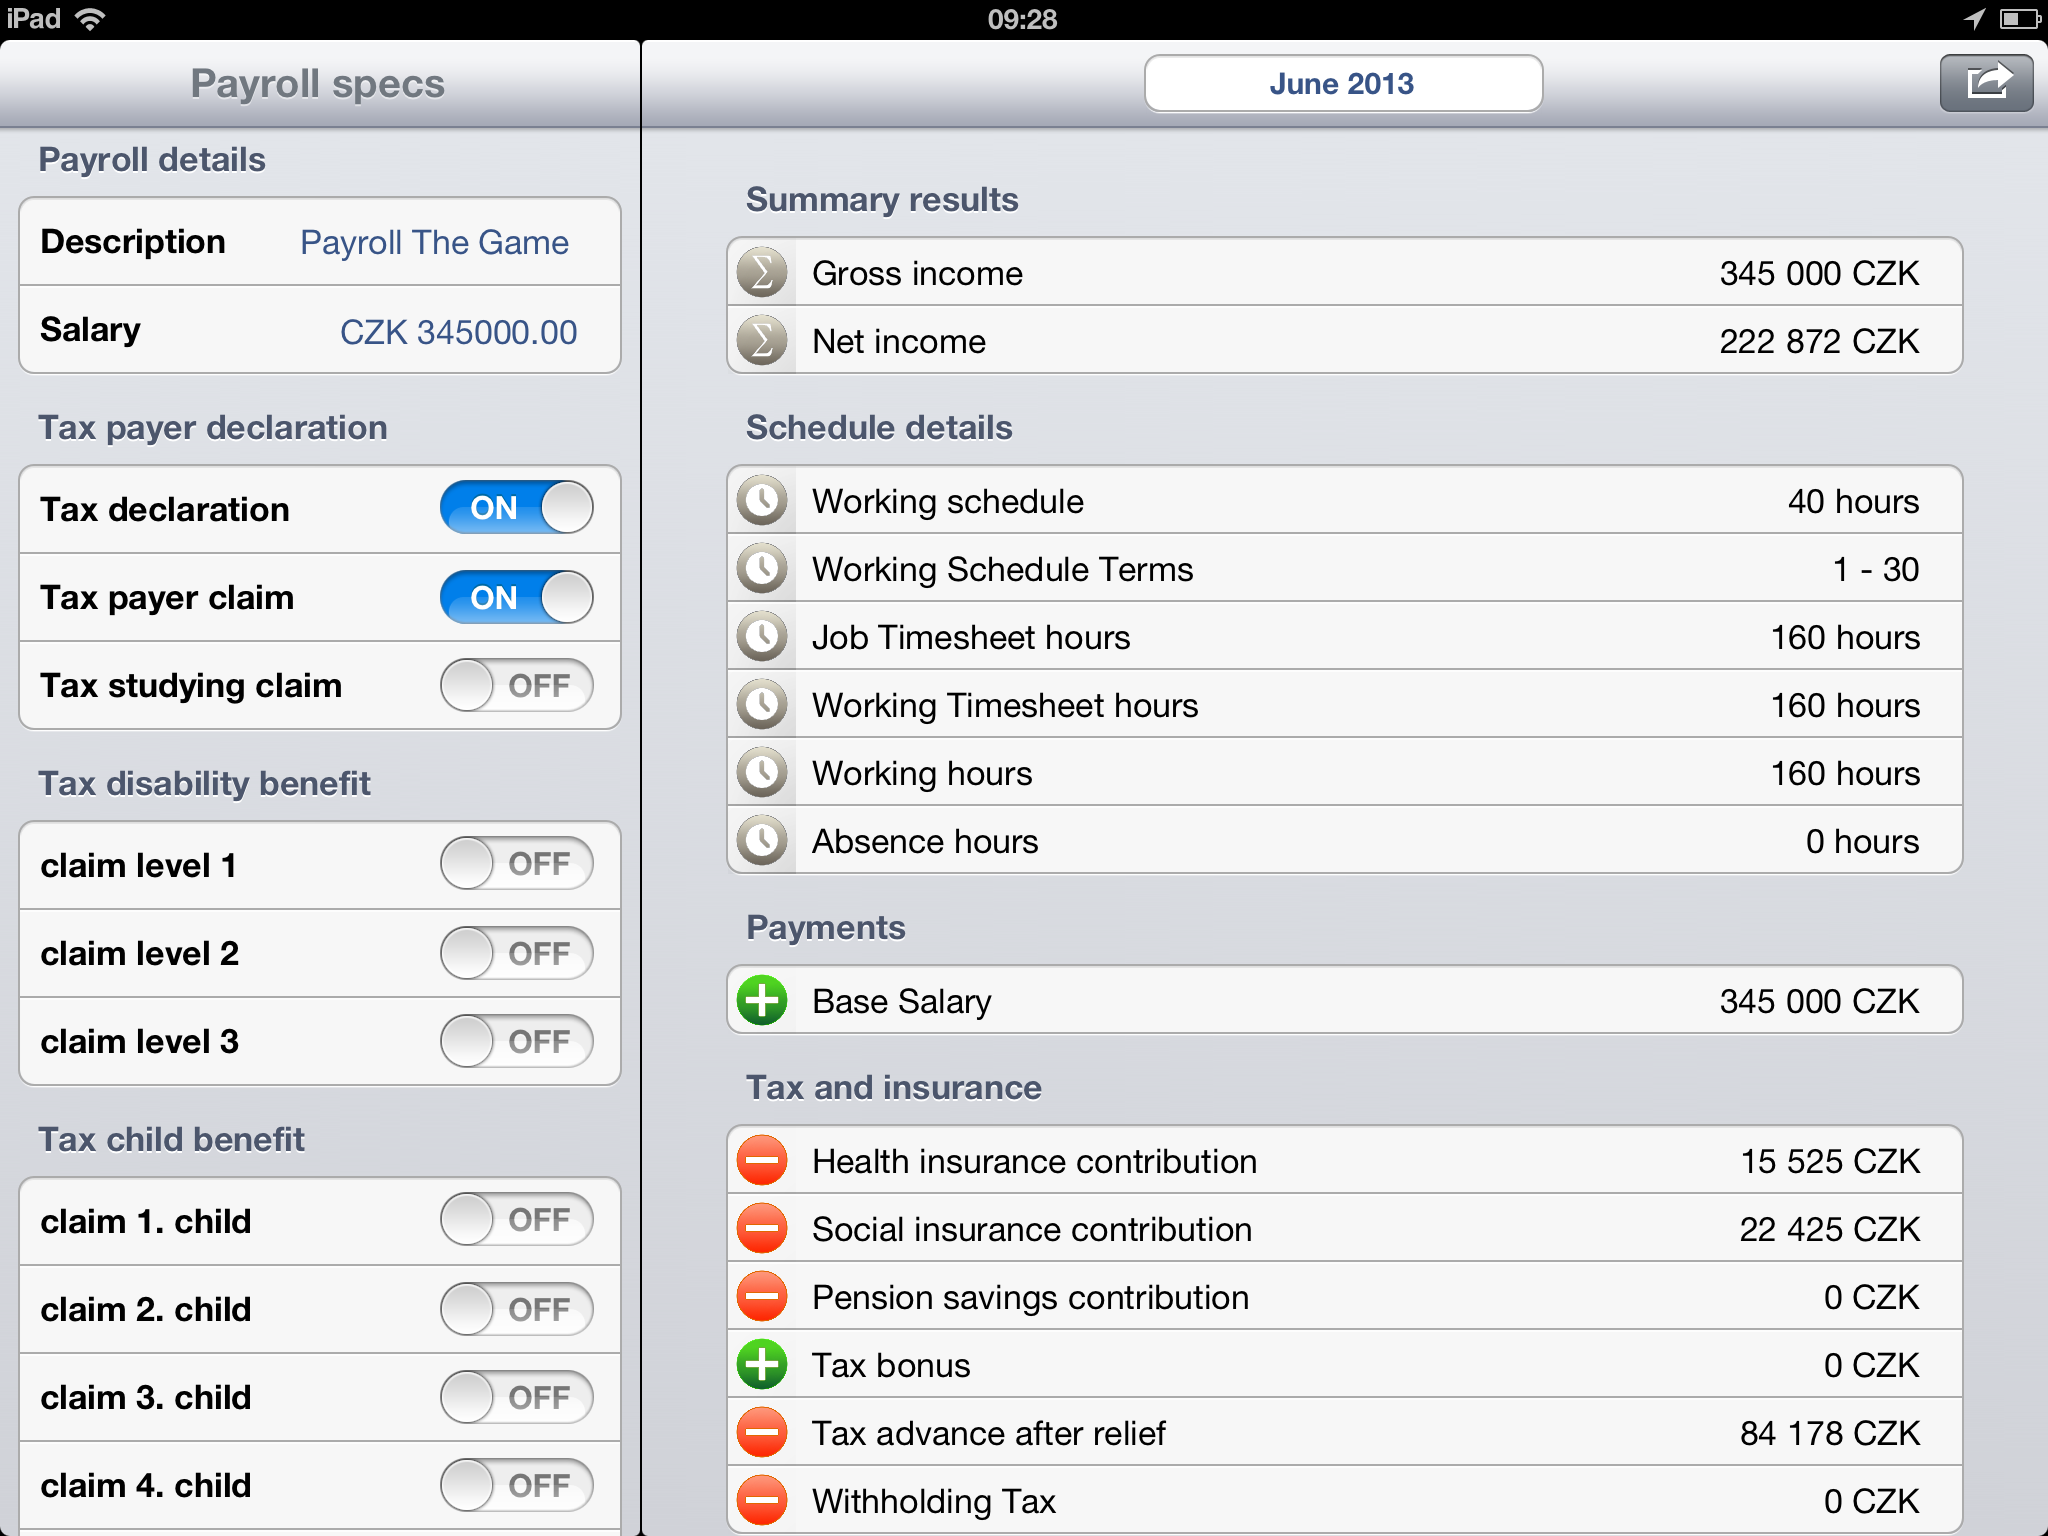 iPad
09:28
Payroll specs
Payroll details
Description Payroll The Game
Salary CZK 345000.00
Tax payer declaration
Tax declaration ON
Tax payer claim ON
Tax studying claim OFF
Tax disability benefit
claim level 1 OFF
claim level 2 OFF
claim level 3 OFF
Tax child benefit
claim 1. child OFF
claim 2. child OFF
claim 3. child OFF
claim 4. child OFF
June 2013
Summary results
Σ Gross income 345 000 CZK
Σ Net income 222 872 CZK
Schedule details
Working schedule 40 hours
Working Schedule Terms 1 - 30
Job Timesheet hours 160 hours
Working Timesheet hours 160 hours
Working hours 160 hours
Absence hours 0 hours
Payments
Base Salary 345 000 CZK
Tax and insurance
Health insurance contribution 15 525 CZK
Social insurance contribution 22 425 CZK
Pension savings contribution 0 CZK
Tax bonus 0 CZK
Tax advance after relief 84 178 CZK
Withholding Tax 0 CZK